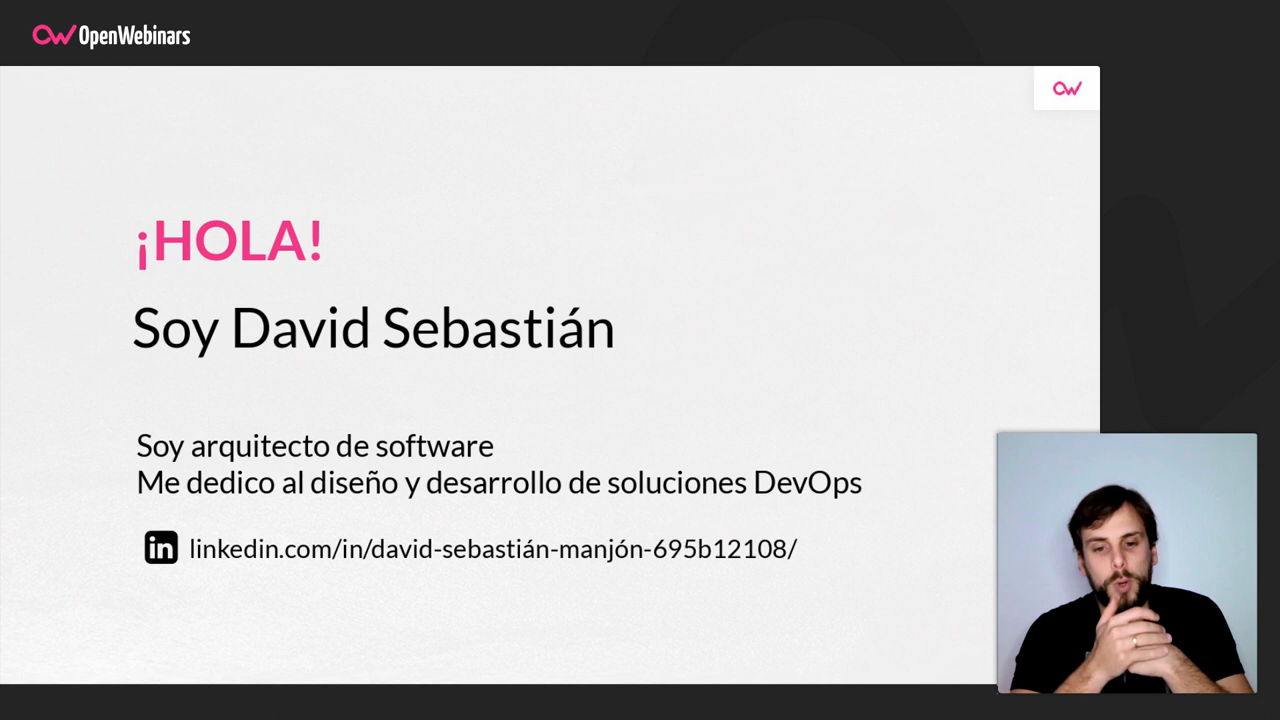 OpenWebinars
¡HOLA!
Soy David Sebastián
Soy arquitecto de software
Me dedico al diseño y desarrollo de soluciones DevOps
in linkedin.com/in/david-sebastián-manjón-695b12108/